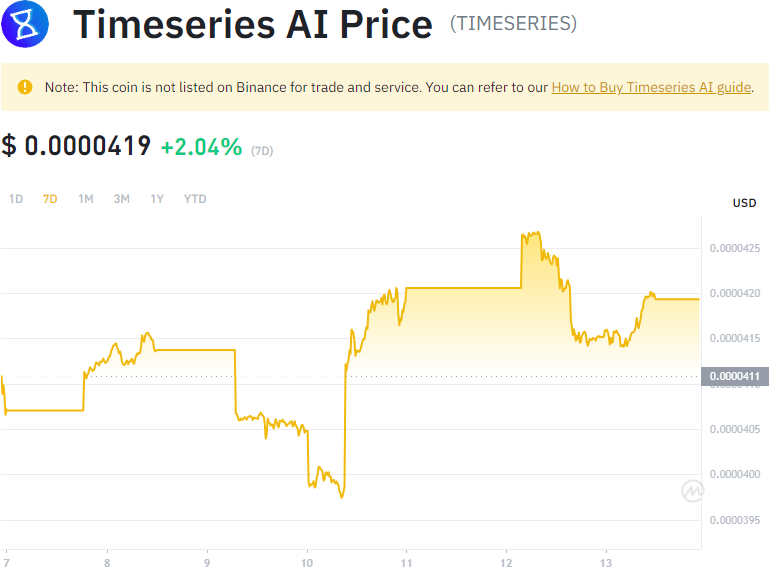 Timeseries AI Price (TIMESERIES)
Note: This coin is not listed on Binance for trade and service. You can refer to our How to Buy Timeseries AI guide.
$ 0.0000419 +2.04% (7D)
1D 7D 1M 3M 1Y YTD
USD
0.0000425
0.0000420
0.0000415
0.0000411
0.0000410
0.0000405
0.0000400
0.0000395
7 8 9 10 11 12 13